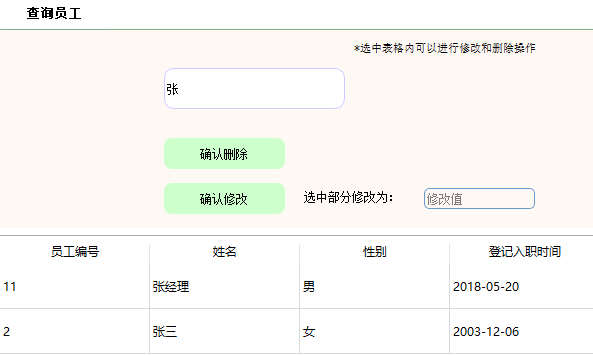 查询员工
*选中表格内可以进行修改和删除操作
张
确认删除
确认修改 选中部分修改为: 修改值
员工编号 姓名 性别 登记入职时间
11 张经理 男 2018-05-20
2 张三 女 2003-12-06